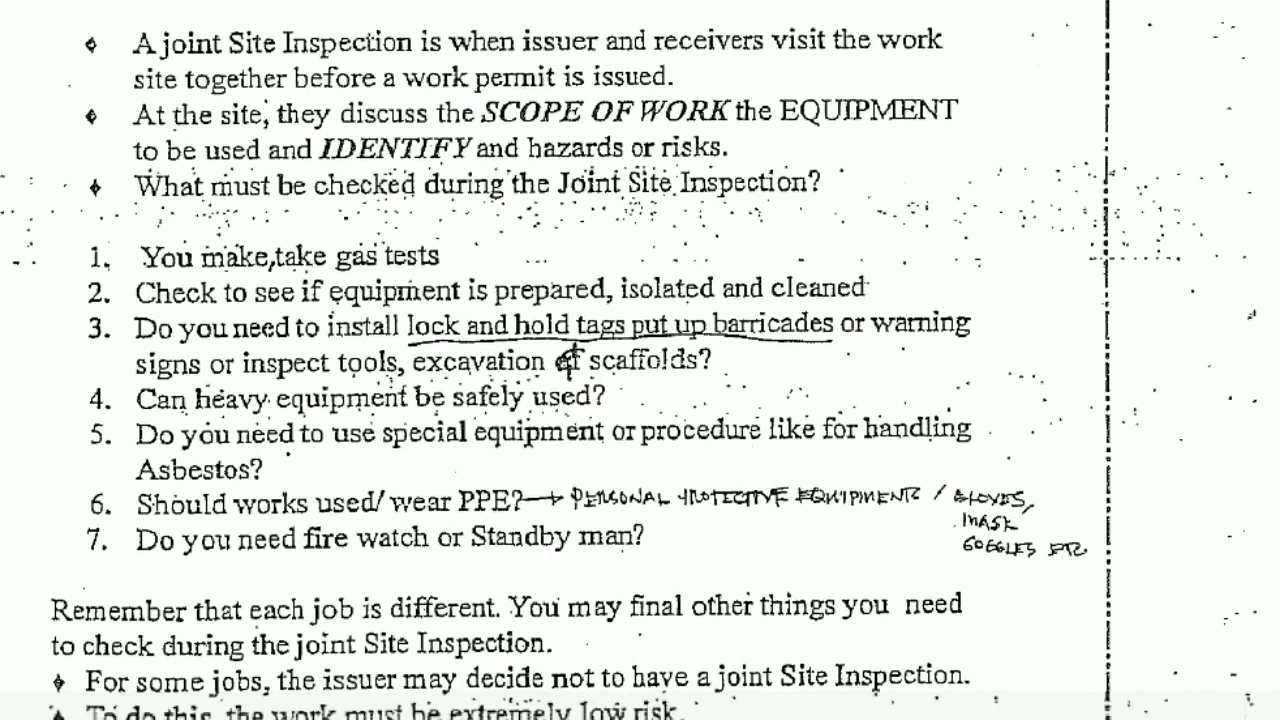 A joint Site Inspection is when issuer and receivers visit the work
site together before a work permit is issued.
At the site, they discuss the SCOPE OF WORK the EQUIPMENT
to be used and IDENTIFY and hazards or risks.
What must be checked during the Joint Site Inspection?
1. You make,take gas tests
2. Check to see if equipment is prepared, isolated and cleaned
3. Do you need to install lock and hold tags put up barricades or warning
signs or inspect tools, excavation of scaffolds?
4. Can heavy equipment be safely used?
5. Do you need to use special equipment or procedure like for handling
Asbestos?
6. Should works used/ wear PPE? → PERSONAL PROTECTIVE EQUIPMENTS / GLOVES,
MASK
GOGGLES ETC.
7. Do you need fire watch or Standby man?
Remember that each job is different. You may final other things you need
to check during the joint Site Inspection.
For some jobs, the issuer may decide not to have a joint Site Inspection.
To do this, the work must be extremely low risk.